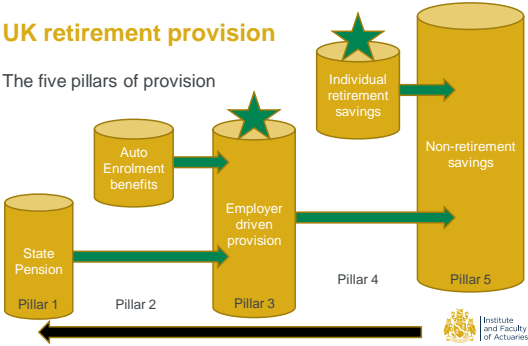 UK retirement provision
The five pillars of provision
State
Pension
Pillar 1
Auto
Enrolment
benefits
Pillar 2
Employer
driven
provision
Pillar 3
Individual
retirement
savings
Pillar 4
Non-retirement
savings
Pillar 5
Institute
and Faculty
of Actuaries